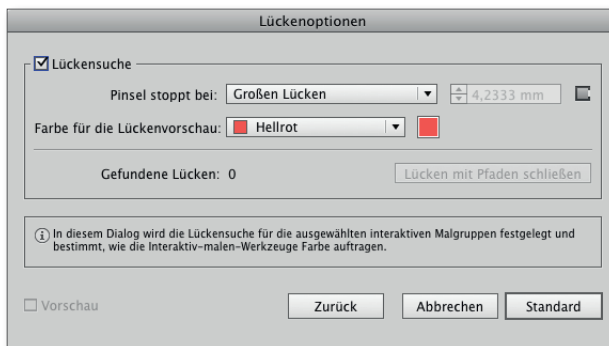 Lückenoptionen
Lückensuche
Pinsel stoppt bei: Großen Lücken 4,2333 mm
Farbe für die Lückenvorschau: Hellrot
Gefundene Lücken: 0 Lücken mit Pfaden schließen
In diesem Dialog wird die Lückensuche für die ausgewählten interaktiven Malgruppen festgelegt und
bestimmt, wie die Interaktiv-malen-Werkzeuge Farbe auftragen.
Vorschau Zurück Abbrechen Standard